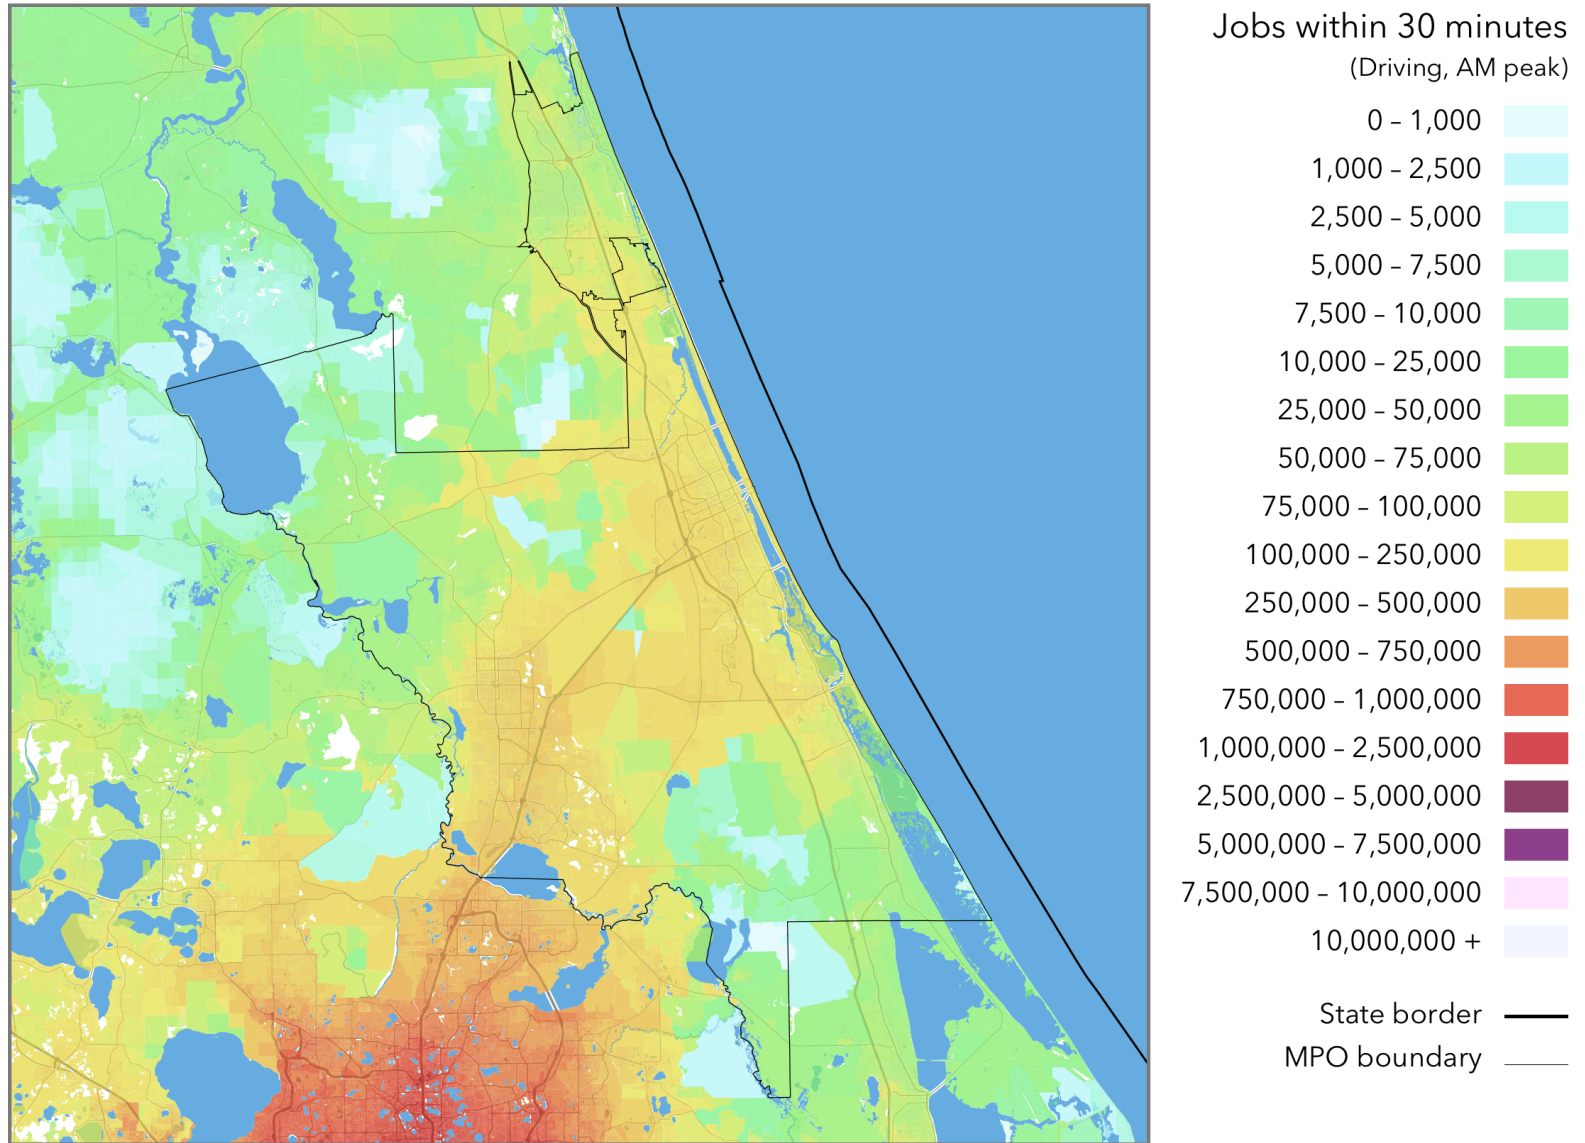 Jobs within 30 minutes
(Driving, AM peak)
0 – 1,000
1,000 – 2,500
2,500 – 5,000
5,000 – 7,500
7,500 – 10,000
10,000 – 25,000
25,000 – 50,000
50,000 – 75,000
75,000 – 100,000
100,000 – 250,000
250,000 – 500,000
500,000 – 750,000
750,000 – 1,000,000
1,000,000 – 2,500,000
2,500,000 – 5,000,000
5,000,000 – 7,500,000
7,500,000 – 10,000,000
10,000,000 +
State border
MPO boundary